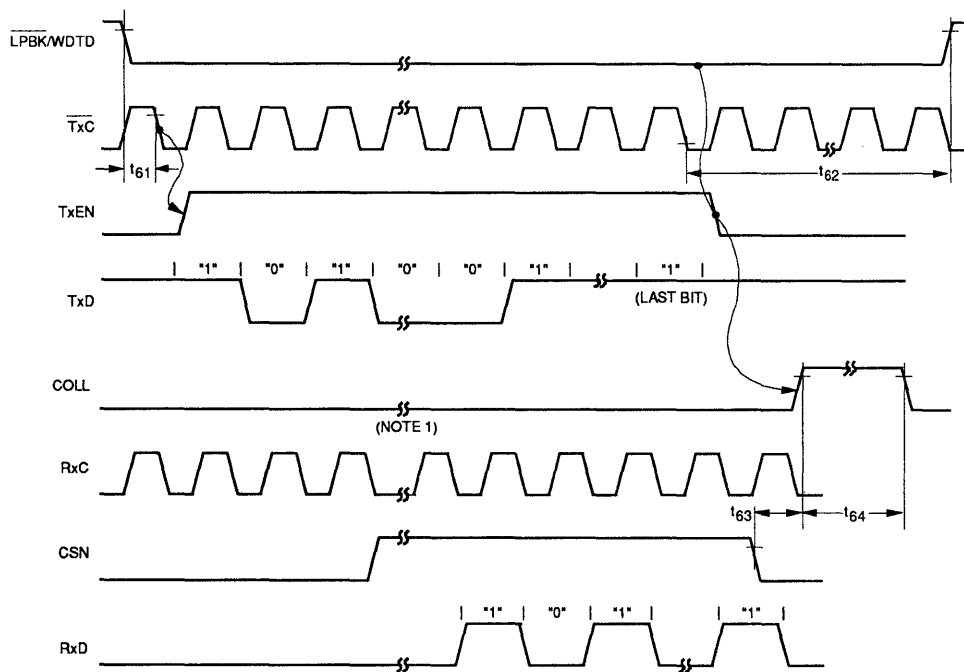 LPBK/WDTD
TxC
t61
t62
TxEN
"1" "0" "1" "0" "0" "1" "1"
TxD
(LAST BIT)
COLL
(NOTE 1)
RxC
t63
t64
CSN
"1" "0" "1" "1"
RxD